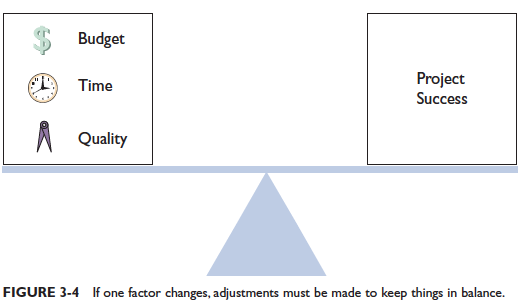 Budget
Time
Quality
Project
Success
FIGURE 3-4 If one factor changes, adjustments must be made to keep things in balance.